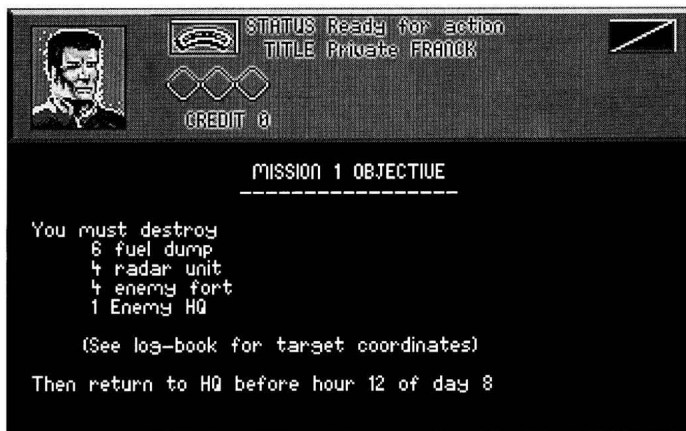 STATUS Ready for action
TITLE Private FRANCK
CREDIT 0
MISSION 1 OBJECTIVE
You must destroy
6 fuel dump
4 radar unit
4 enemy fort
1 Enemy HQ
(See log-book for target coordinates)
Then return to HQ before hour 12 of day 8